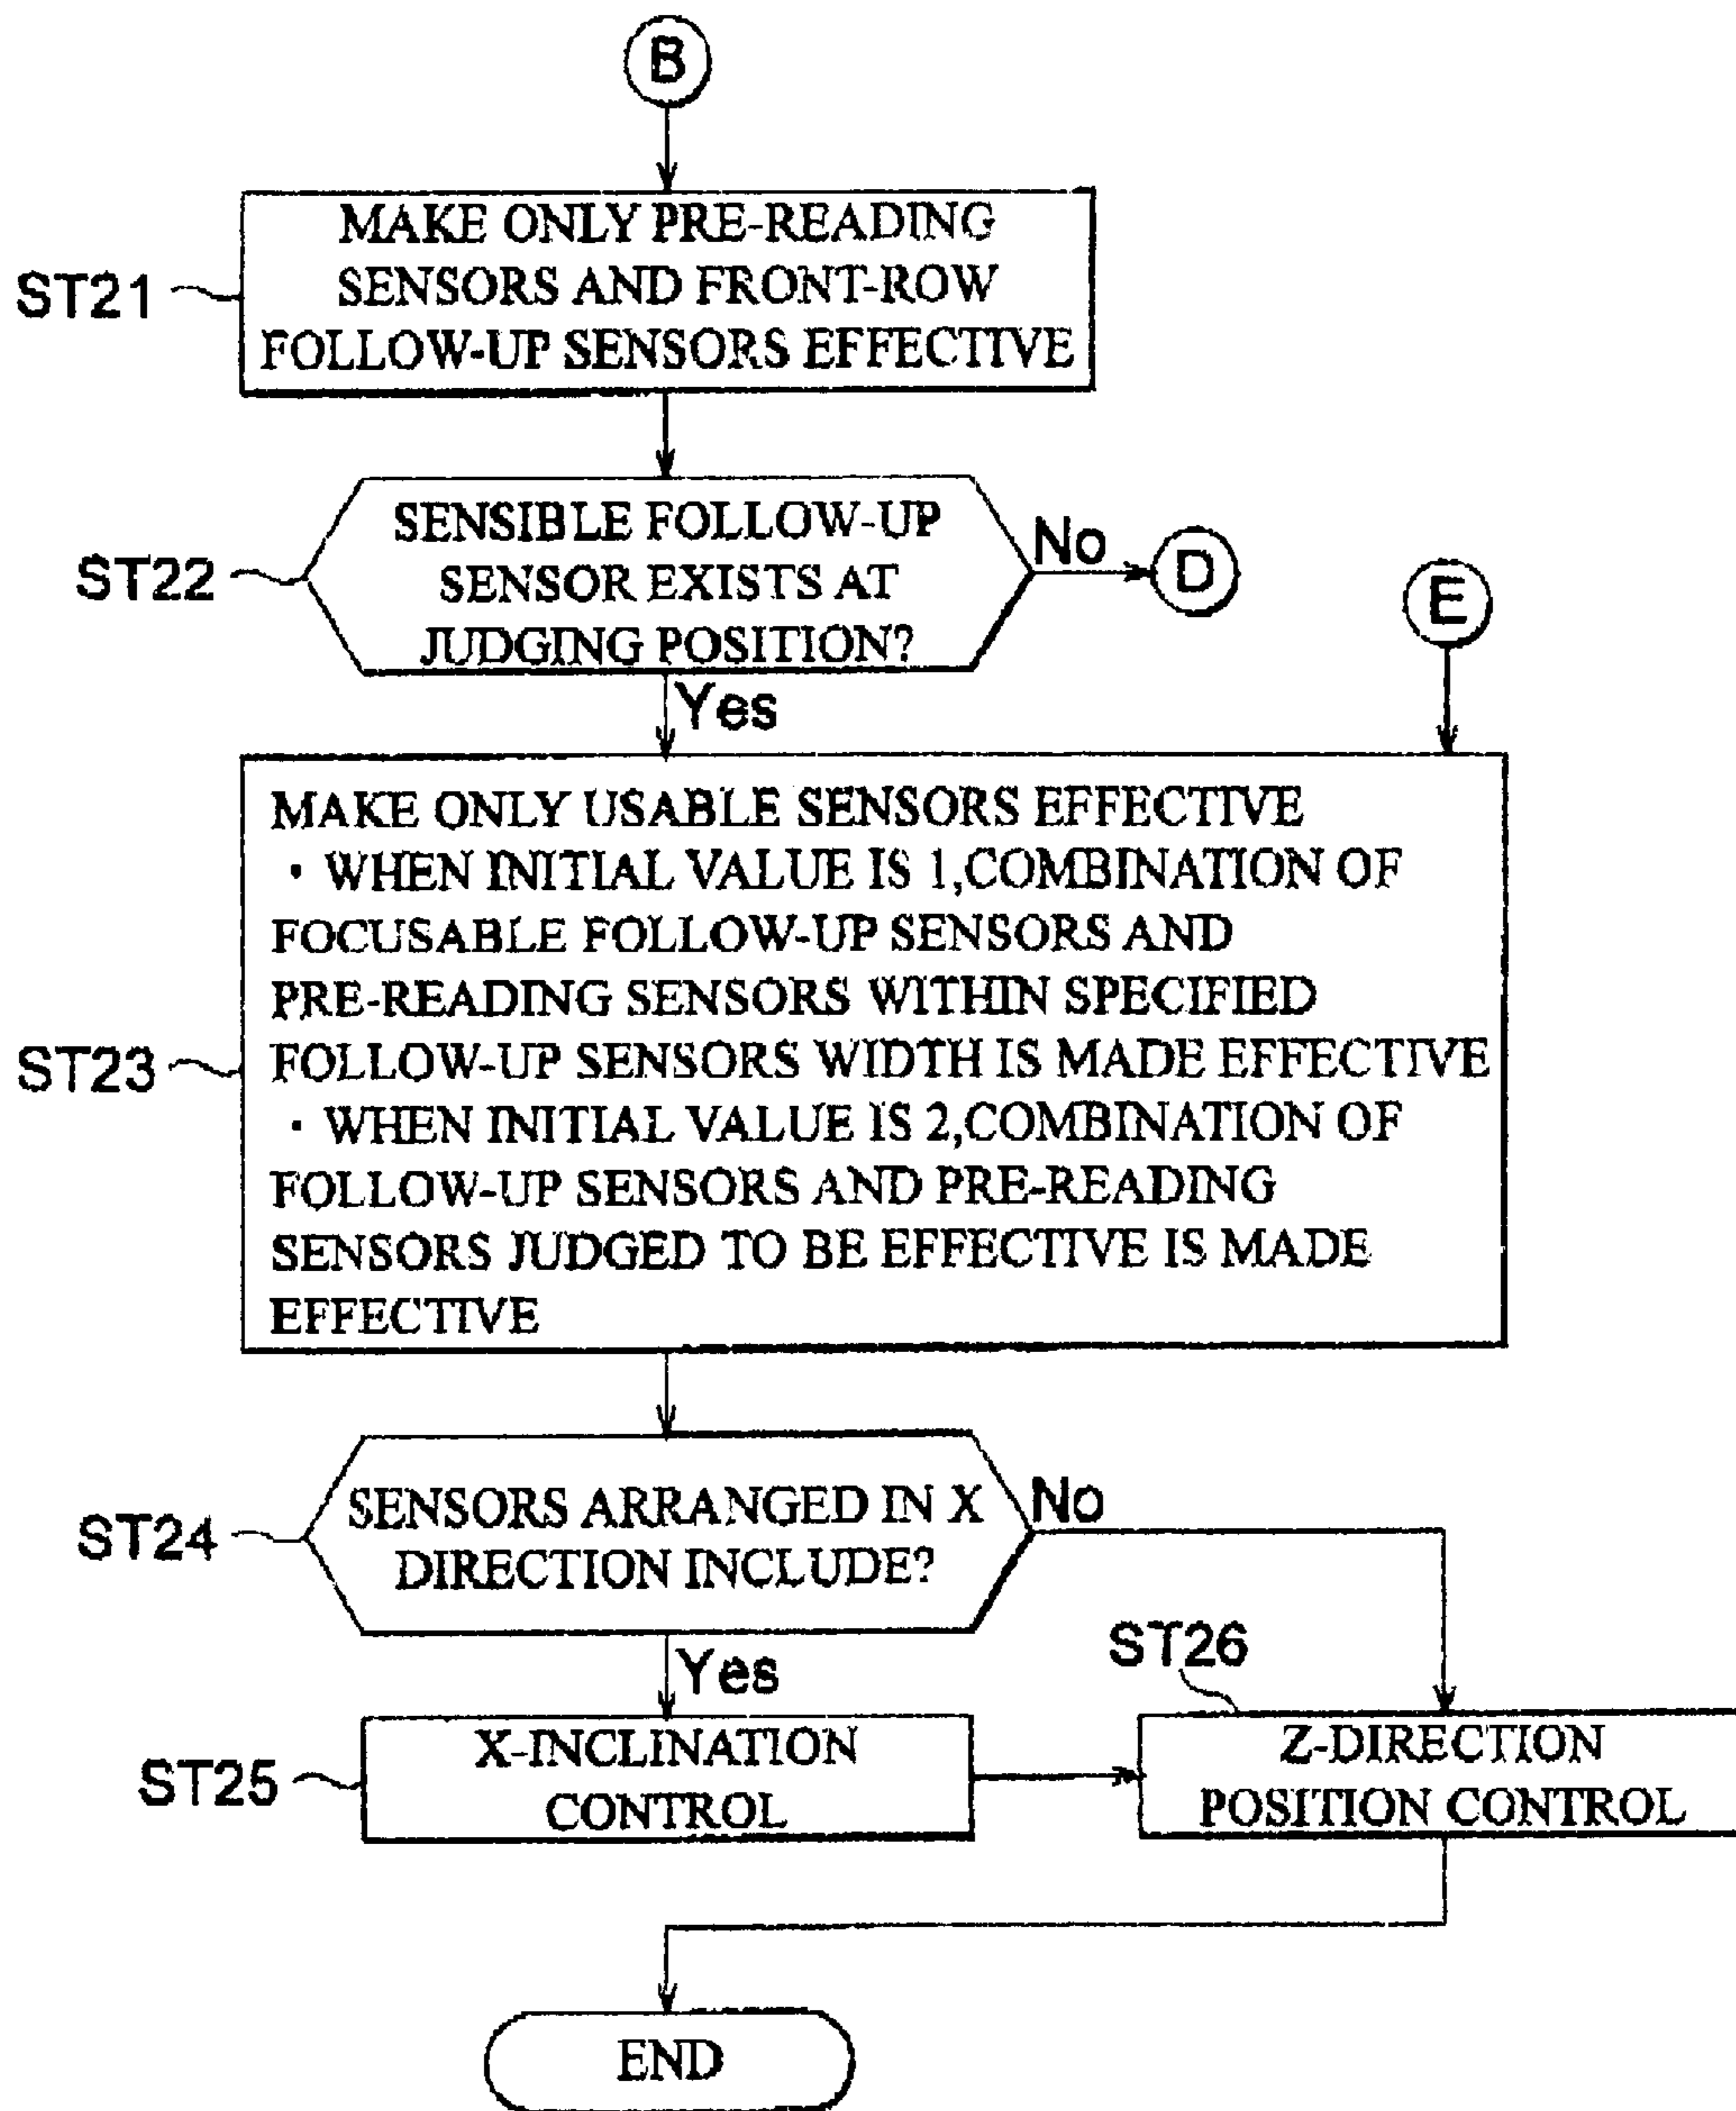 B
MAKE ONLY PRE-READING
SENSORS AND FRONT-ROW
FOLLOW-UP SENSORS EFFECTIVE
ST21
SENSIBLE FOLLOW-UP
SENSOR EXISTS AT
JUDGING POSITION?
ST22
No
D
E
Yes
MAKE ONLY USABLE SENSORS EFFECTIVE
· WHEN INITIAL VALUE IS 1,COMBINATION OF
FOCUSABLE FOLLOW-UP SENSORS AND
PRE-READING SENSORS WITHIN SPECIFIED
FOLLOW-UP SENSORS WIDTH IS MADE EFFECTIVE
· WHEN INITIAL VALUE IS 2,COMBINATION OF
FOLLOW-UP SENSORS AND PRE-READING
SENSORS JUDGED TO BE EFFECTIVE IS MADE
EFFECTIVE
ST23
SENSORS ARRANGED IN X
DIRECTION INCLUDE?
ST24
No
Yes
ST26
X-INCLINATION
CONTROL
ST25
Z-DIRECTION
POSITION CONTROL
END